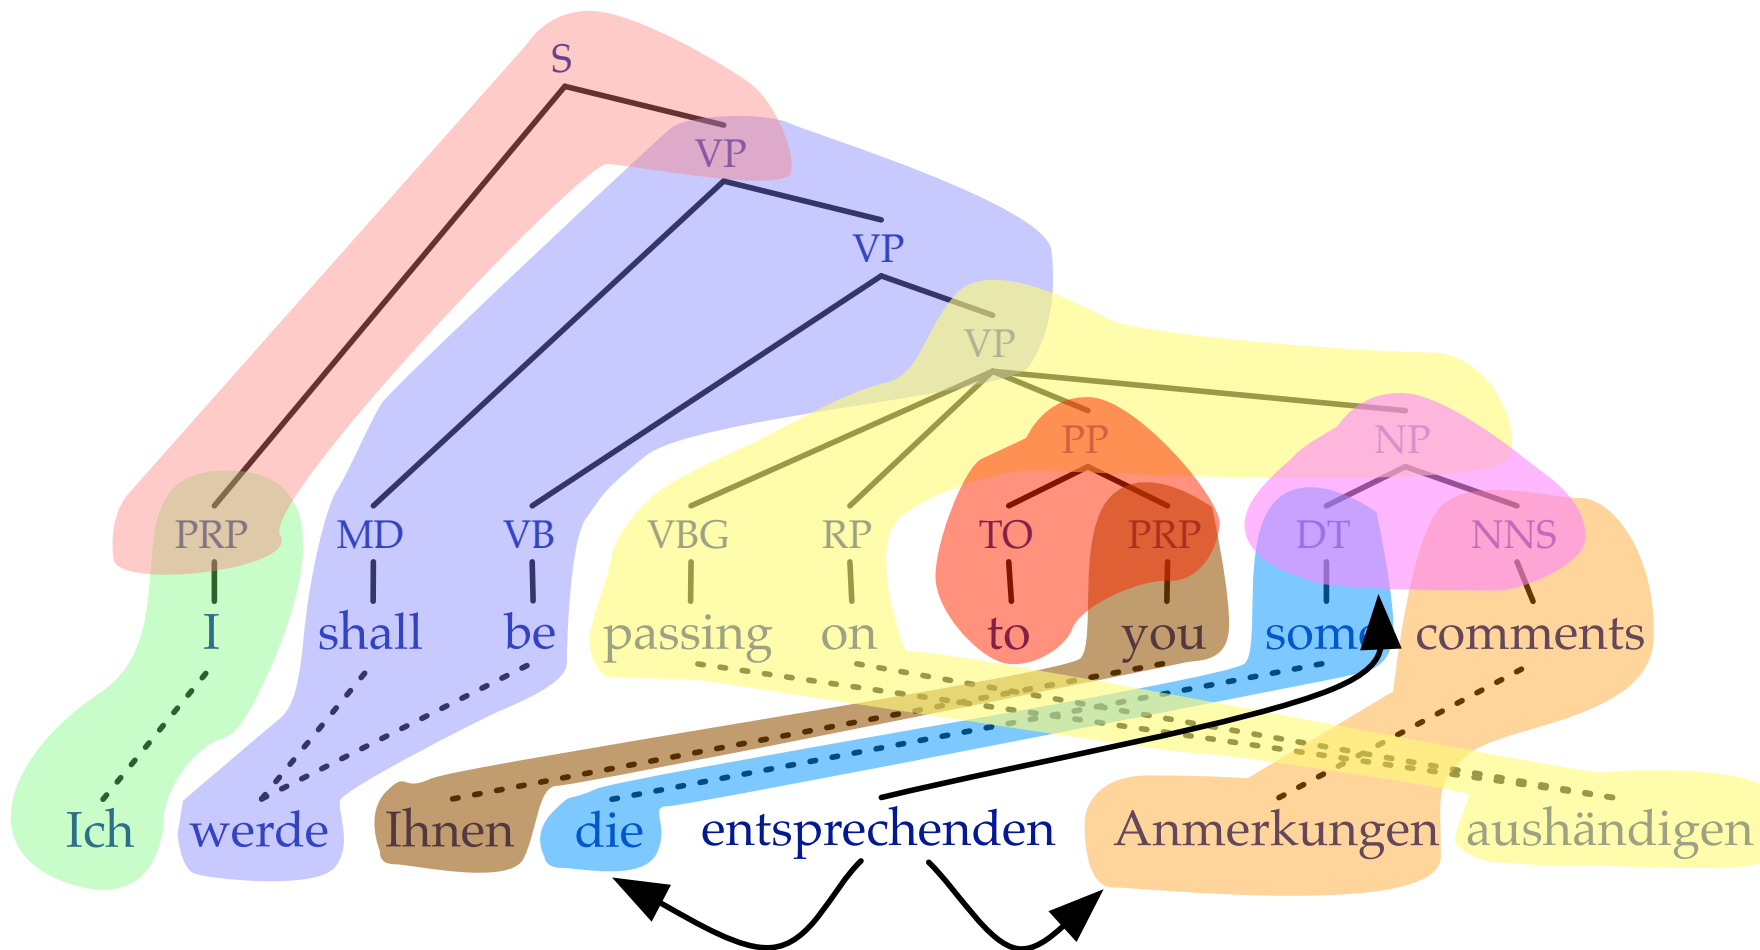 S
VP
VP
VP
PP NP
PRP MD VB VBG RP TO PRP DT NNS
I shall be passing on to you some comments
Ich werde Ihnen die entsprechenden Anmerkungen aushändigen